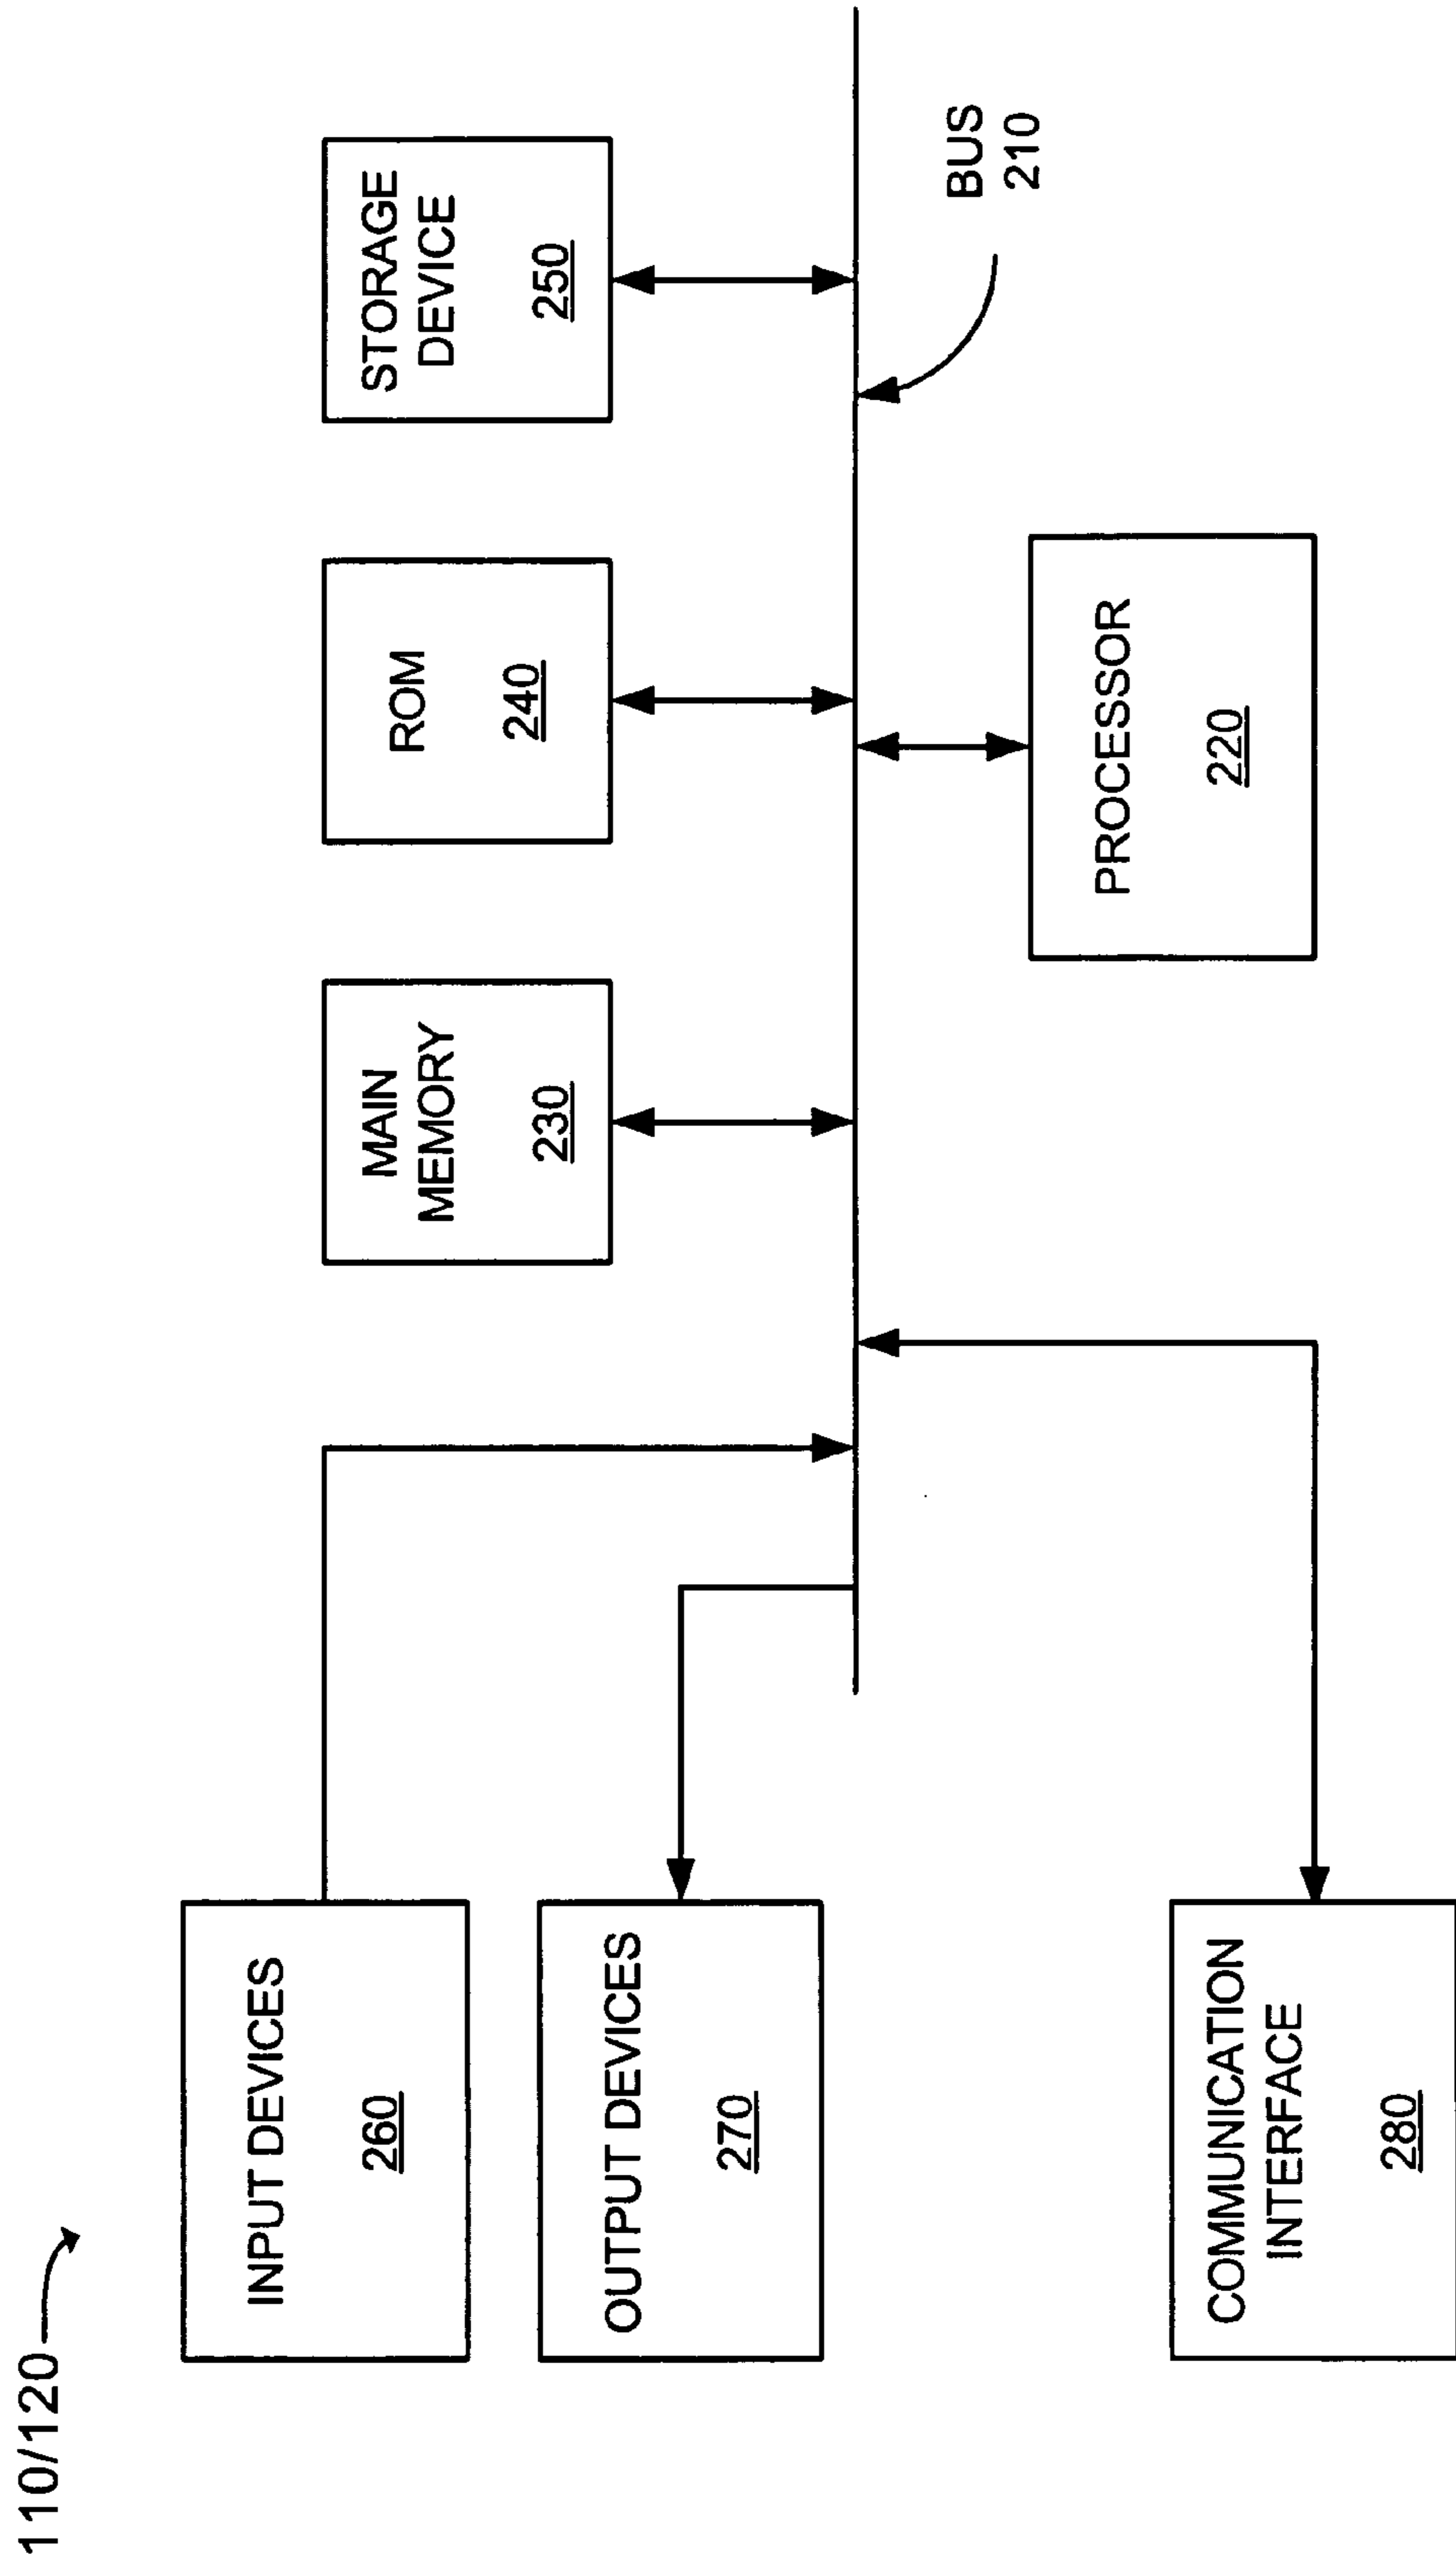 110/120
INPUT DEVICES
260
OUTPUT DEVICES
270
COMMUNICATION
INTERFACE
280
MAIN
MEMORY
230
ROM
240
STORAGE
DEVICE
250
PROCESSOR
220
BUS
210